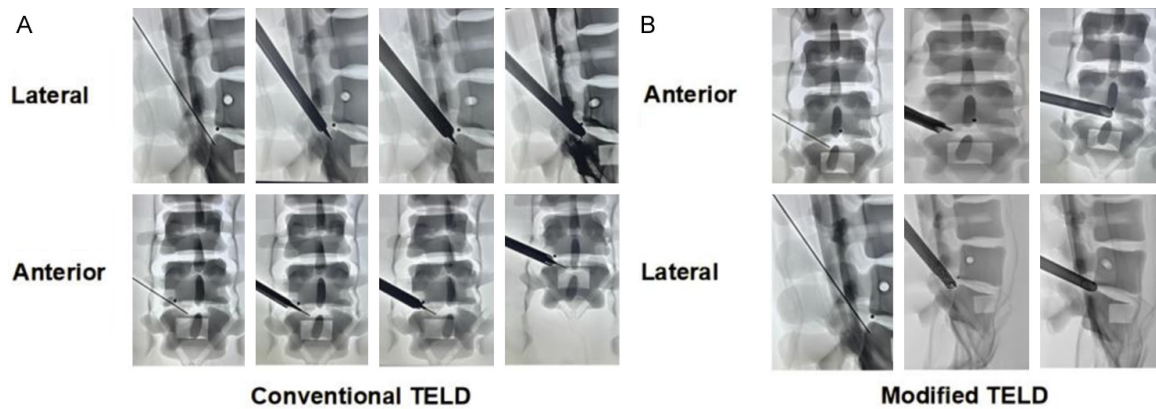 A
B
Lateral
Anterior
Anterior
Lateral
Conventional TELD
Modified TELD